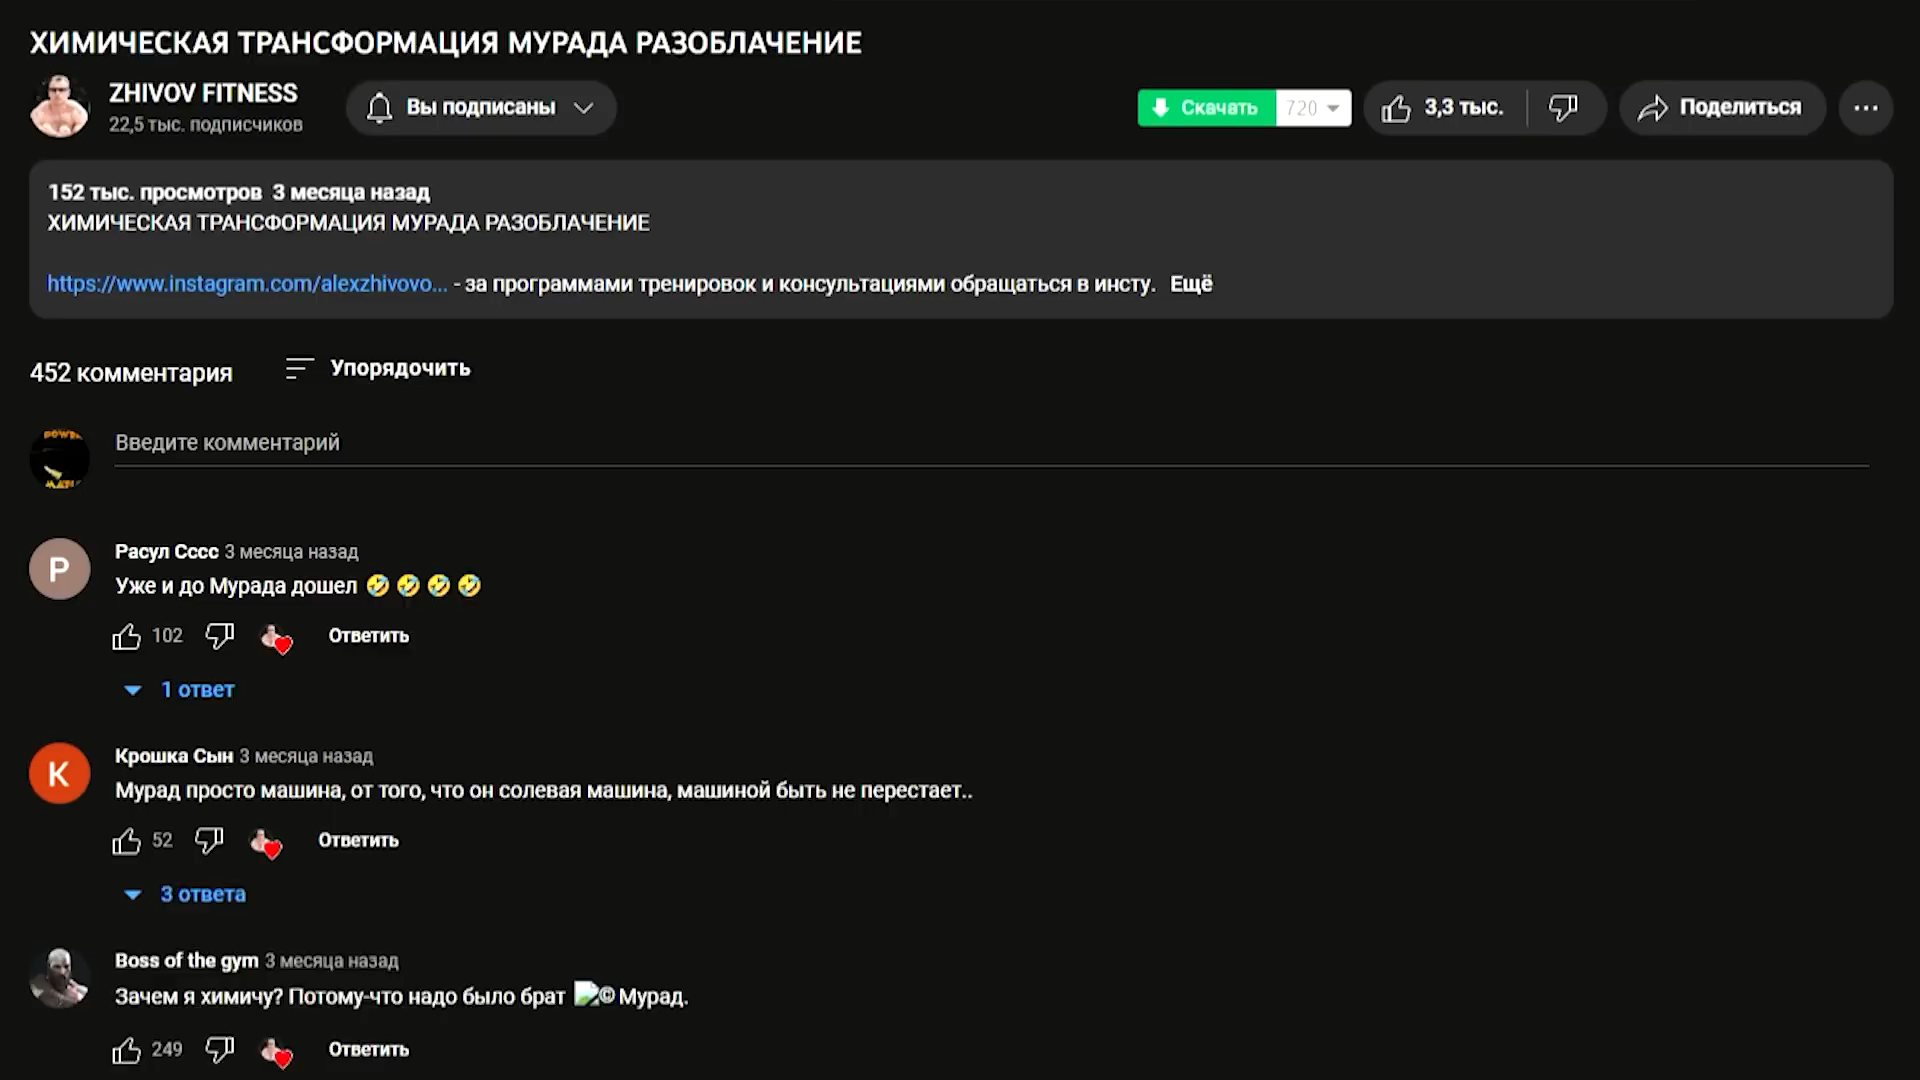 ХИМИЧЕСКАЯ ТРАНСФОРМАЦИЯ МУРАДА РАЗОБЛАЧЕНИЕ
ZHIVOV FITNESS
22,5 тыс. подписчиков
Вы подписаны
Скачать 720
3,3 тыс.
Поделиться
152 тыс. просмотров 3 месяца назад
ХИМИЧЕСКАЯ ТРАНСФОРМАЦИЯ МУРАДА РАЗОБЛАЧЕНИЕ
https://www.instagram.com/alexzhivovo... - за программами тренировок и консультациями обращаться в инсту. Ещё
452 комментария
Упорядочить
Введите комментарий
Р
Расул Сссс 3 месяца назад
Уже и до Мурада дошел 🤣 🤣 🤣 🤣
102
Ответить
1 ответ
К
Крошка Сын 3 месяца назад
Мурад просто машина, от того, что он солевая машина, машиной быть не перестает..
52
Ответить
3 ответа
Boss of the gym 3 месяца назад
Зачем я химичу? Потому-что надо было брат © Мурад.
249
Ответить